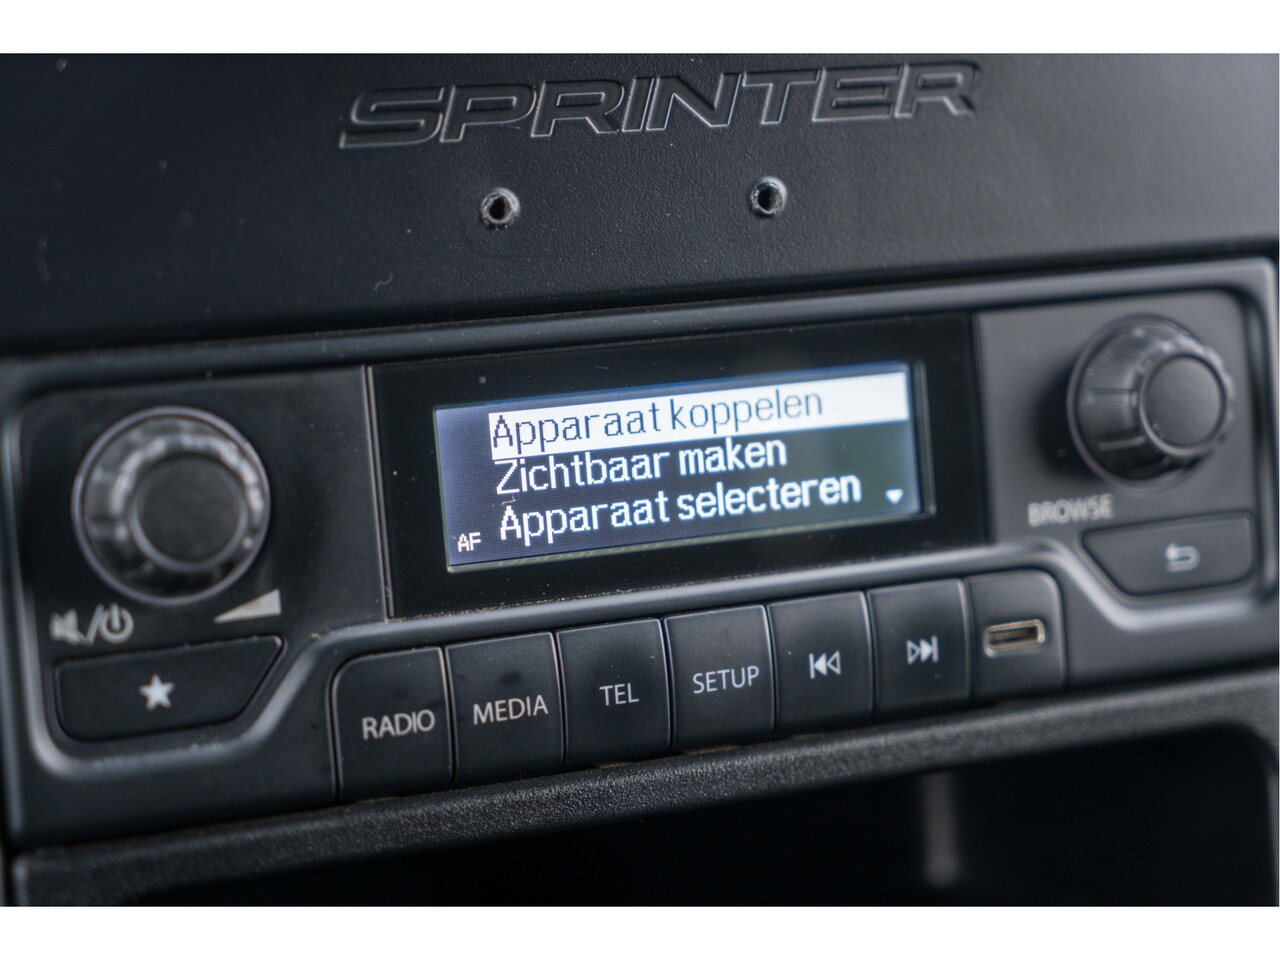 SPRINTER
Apparaat koppelen
Zichtbaar maken
Apparaat selecteren
AF
BROWSE
RADIO
MEDIA
TEL
SETUP